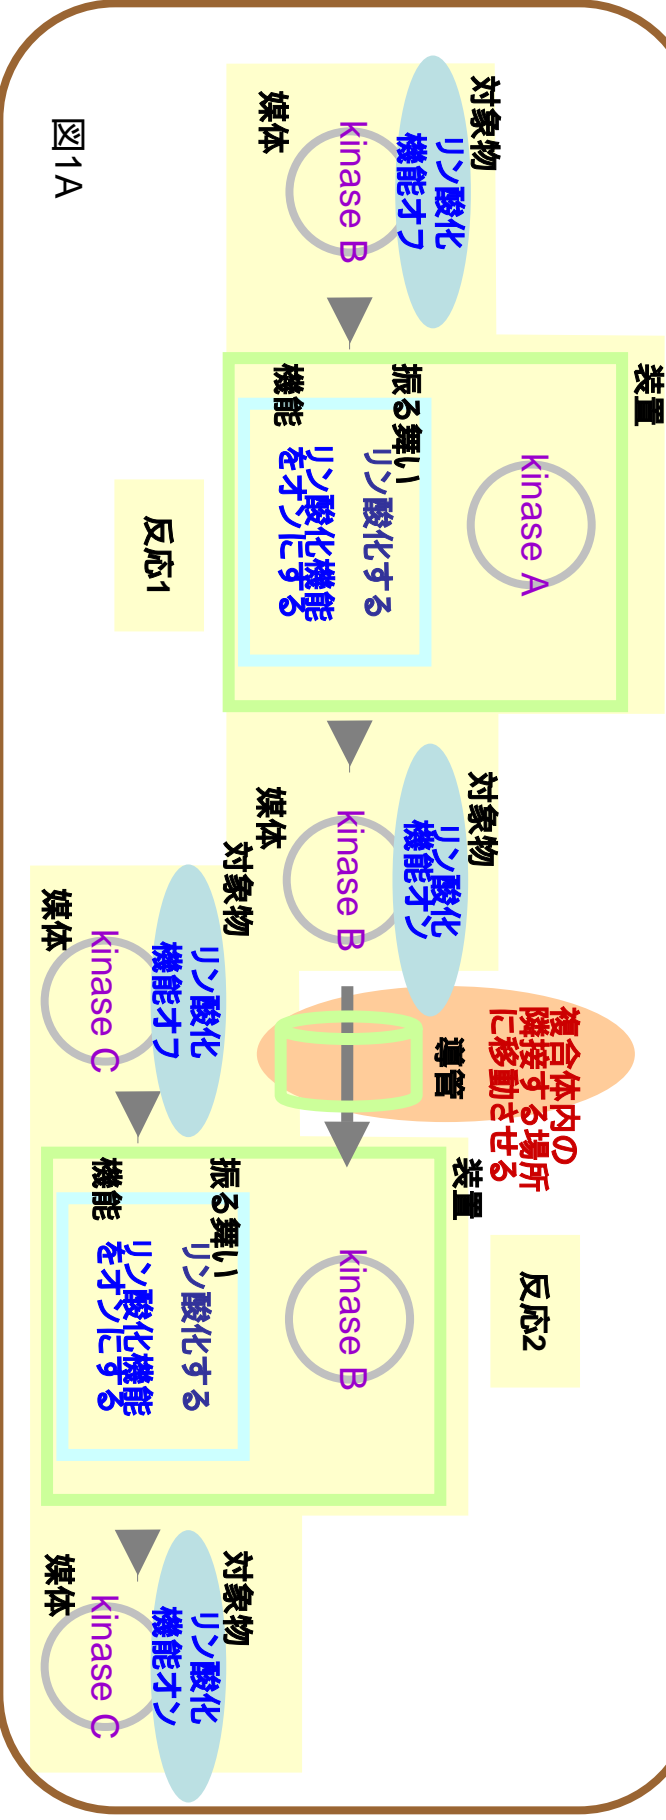 対象物
リン酸化
機能オフ
媒体
kinase B
装置
kinase A
振る舞い
リン酸化する
機能
リン酸化機能
をオンにする
反応1
対象物
リン酸化
機能オン
媒体
kinase B
複合体内の
隣接する場所
に移動させる
導管
対象物
リン酸化
機能オフ
媒体
kinase C
反応2
装置
kinase B
振る舞い
リン酸化する
機能
リン酸化機能
をオンにする
対象物
リン酸化
機能オン
媒体
kinase C
図1A